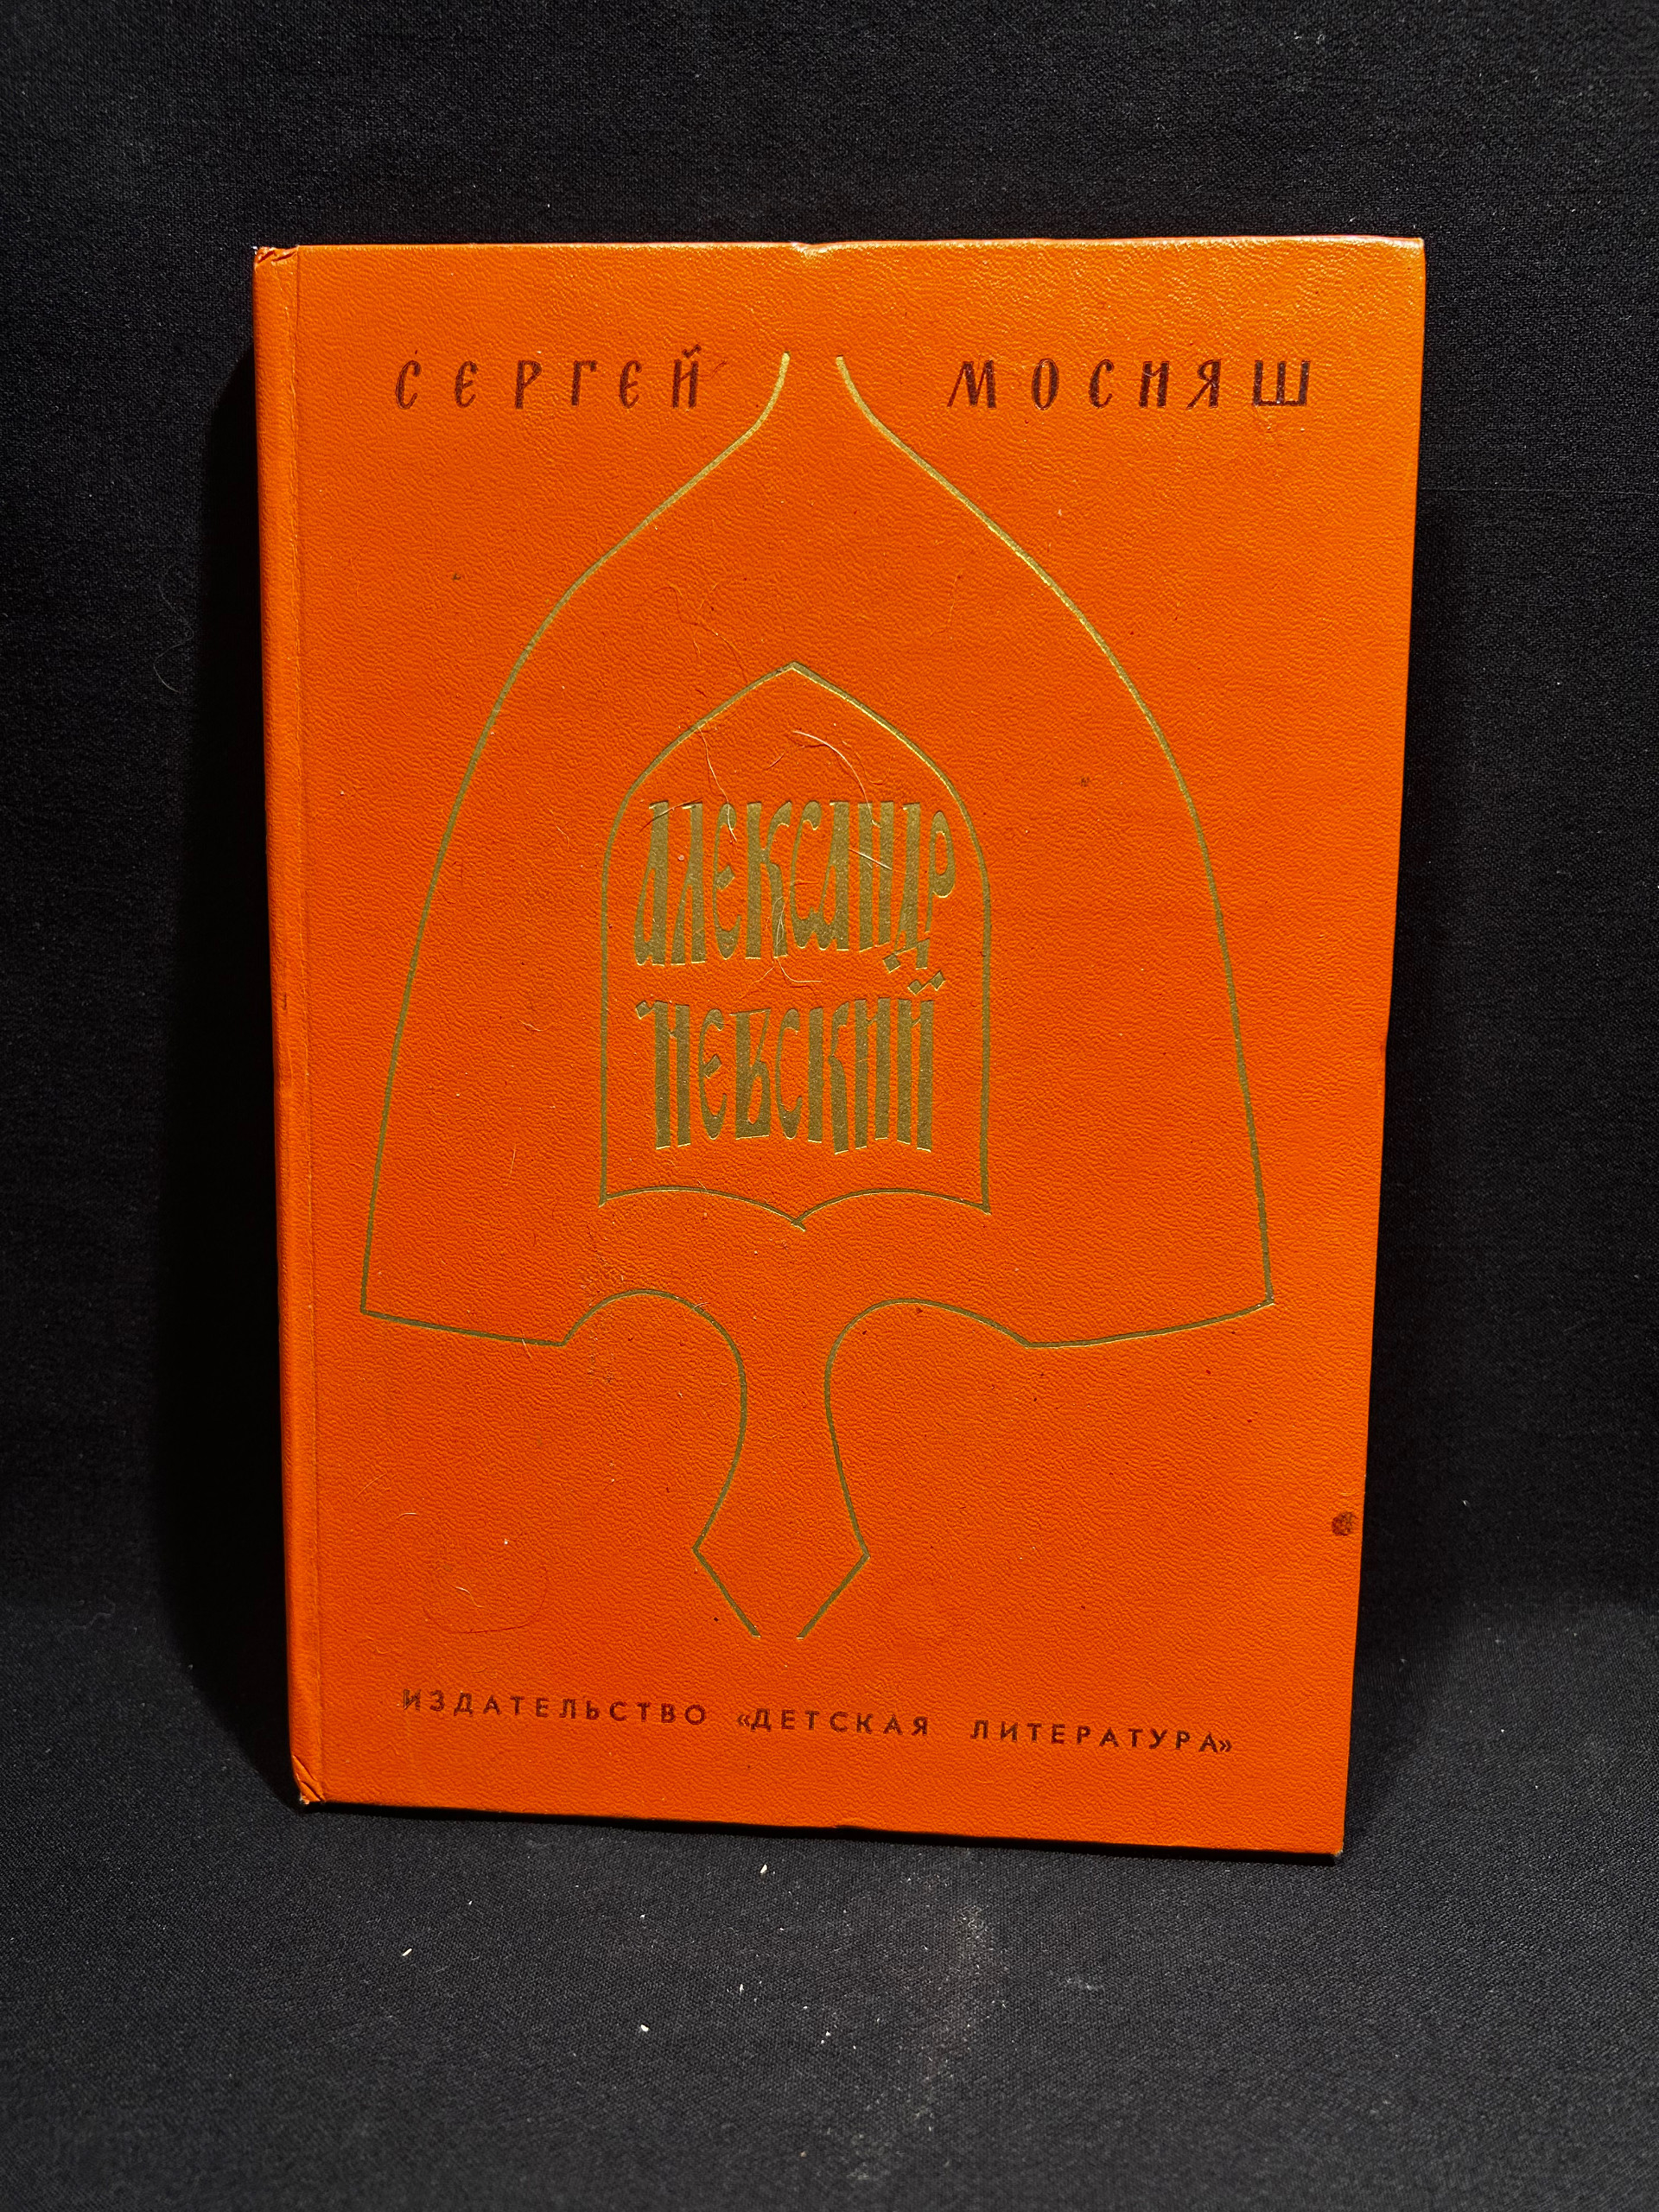 СЕРГЕЙ МОСИЯШ
АЛЕКСАНДР
НЕВСКИЙ
ИЗДАТЕЛЬСТВО «ДЕТСКАЯ ЛИТЕРАТУРА»